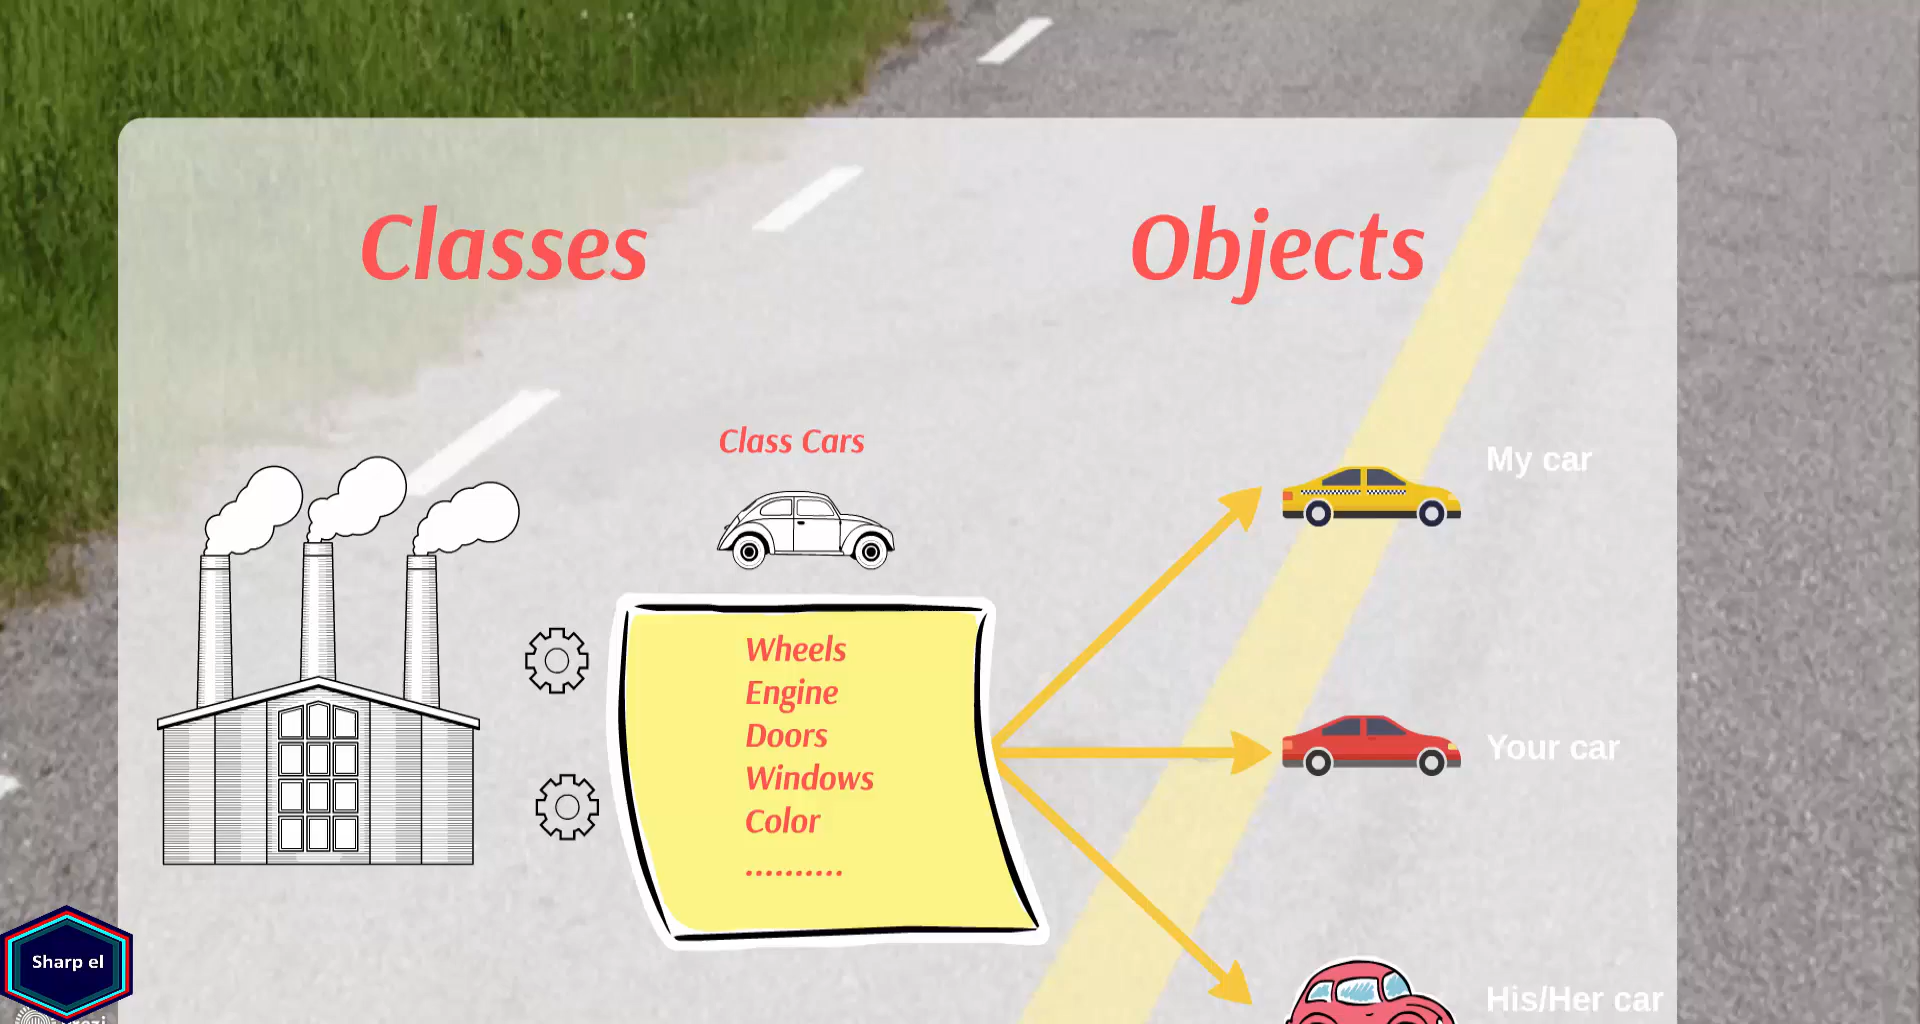 Classes
Objects
Class Cars
My car
Wheels
Engine
Doors
Your car
Windows
Color
..........
Sharp el
His/Her car